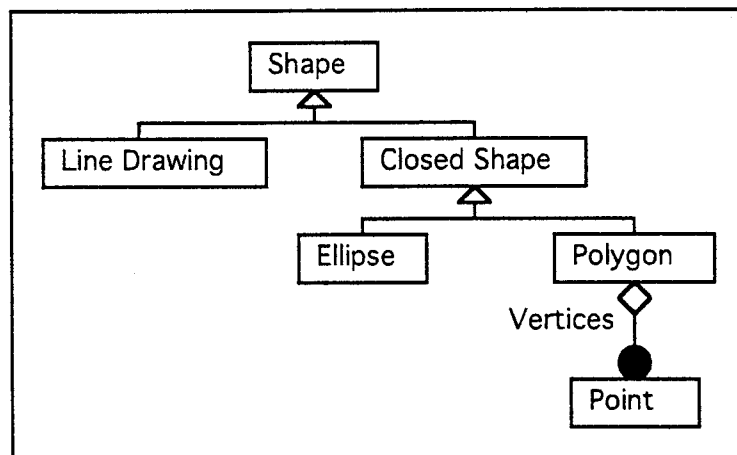 Shape
Line Drawing
Closed Shape
Ellipse
Polygon
Vertices
Point